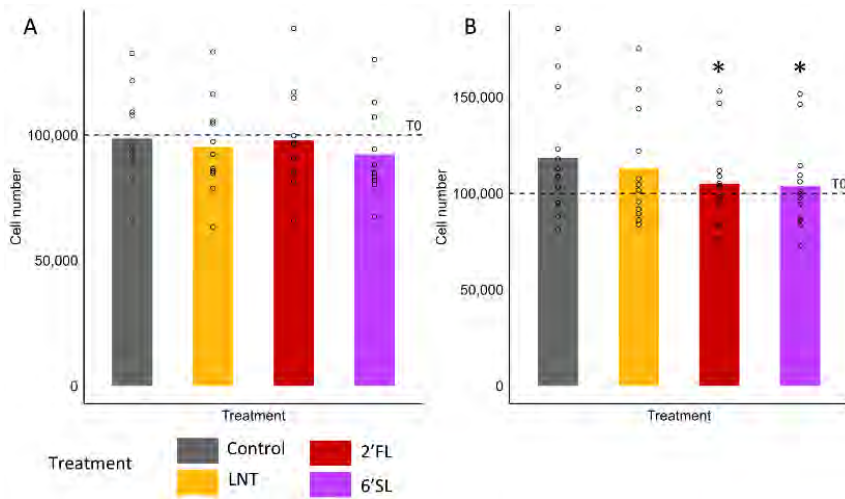 A
Cell number
100,000
50,000
0
T0
Treatment
B
Cell number
150,000
100,000
50,000
0
* *
T0
Treatment
Treatment
Control
LNT
2'FL
6'SL